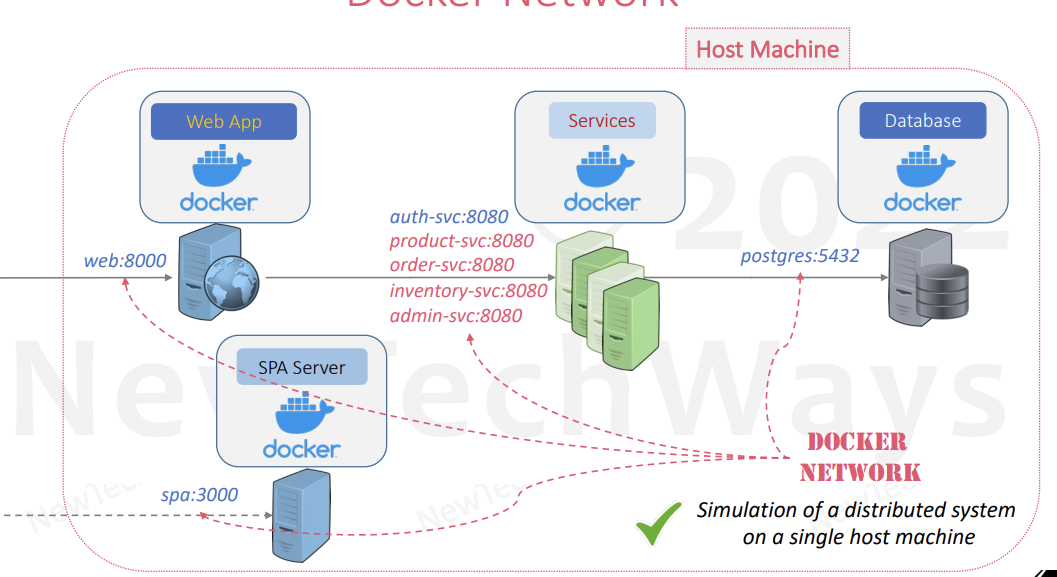 Docker Network
Host Machine
Web App
docker
Services
docker
Database
docker
auth-svc:8080
product-svc:8080
order-svc:8080
inventory-svc:8080
admin-svc:8080
web:8000
postgres:5432
SPA Server
docker
spa:3000
DOCKER
NETWORK
Simulation of a distributed system
on a single host machine
© 2022
NewTechWays